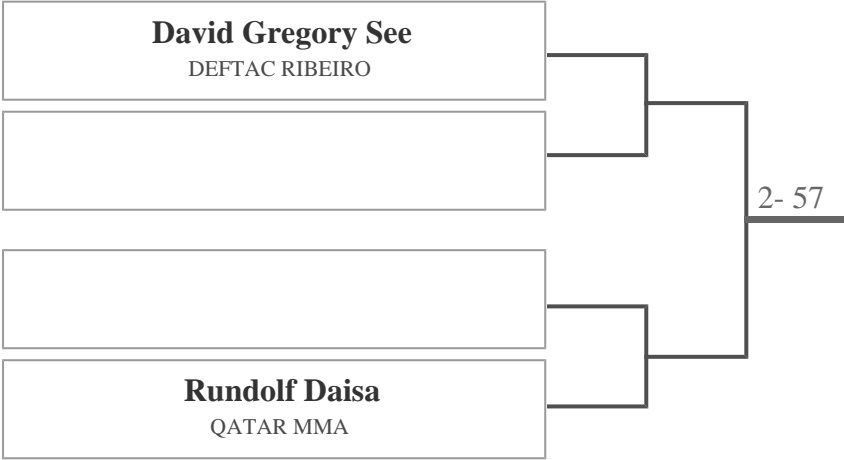 David Gregory See
DEFTAC RIBEIRO
2- 57
Rundolf Daisa
QATAR MMA